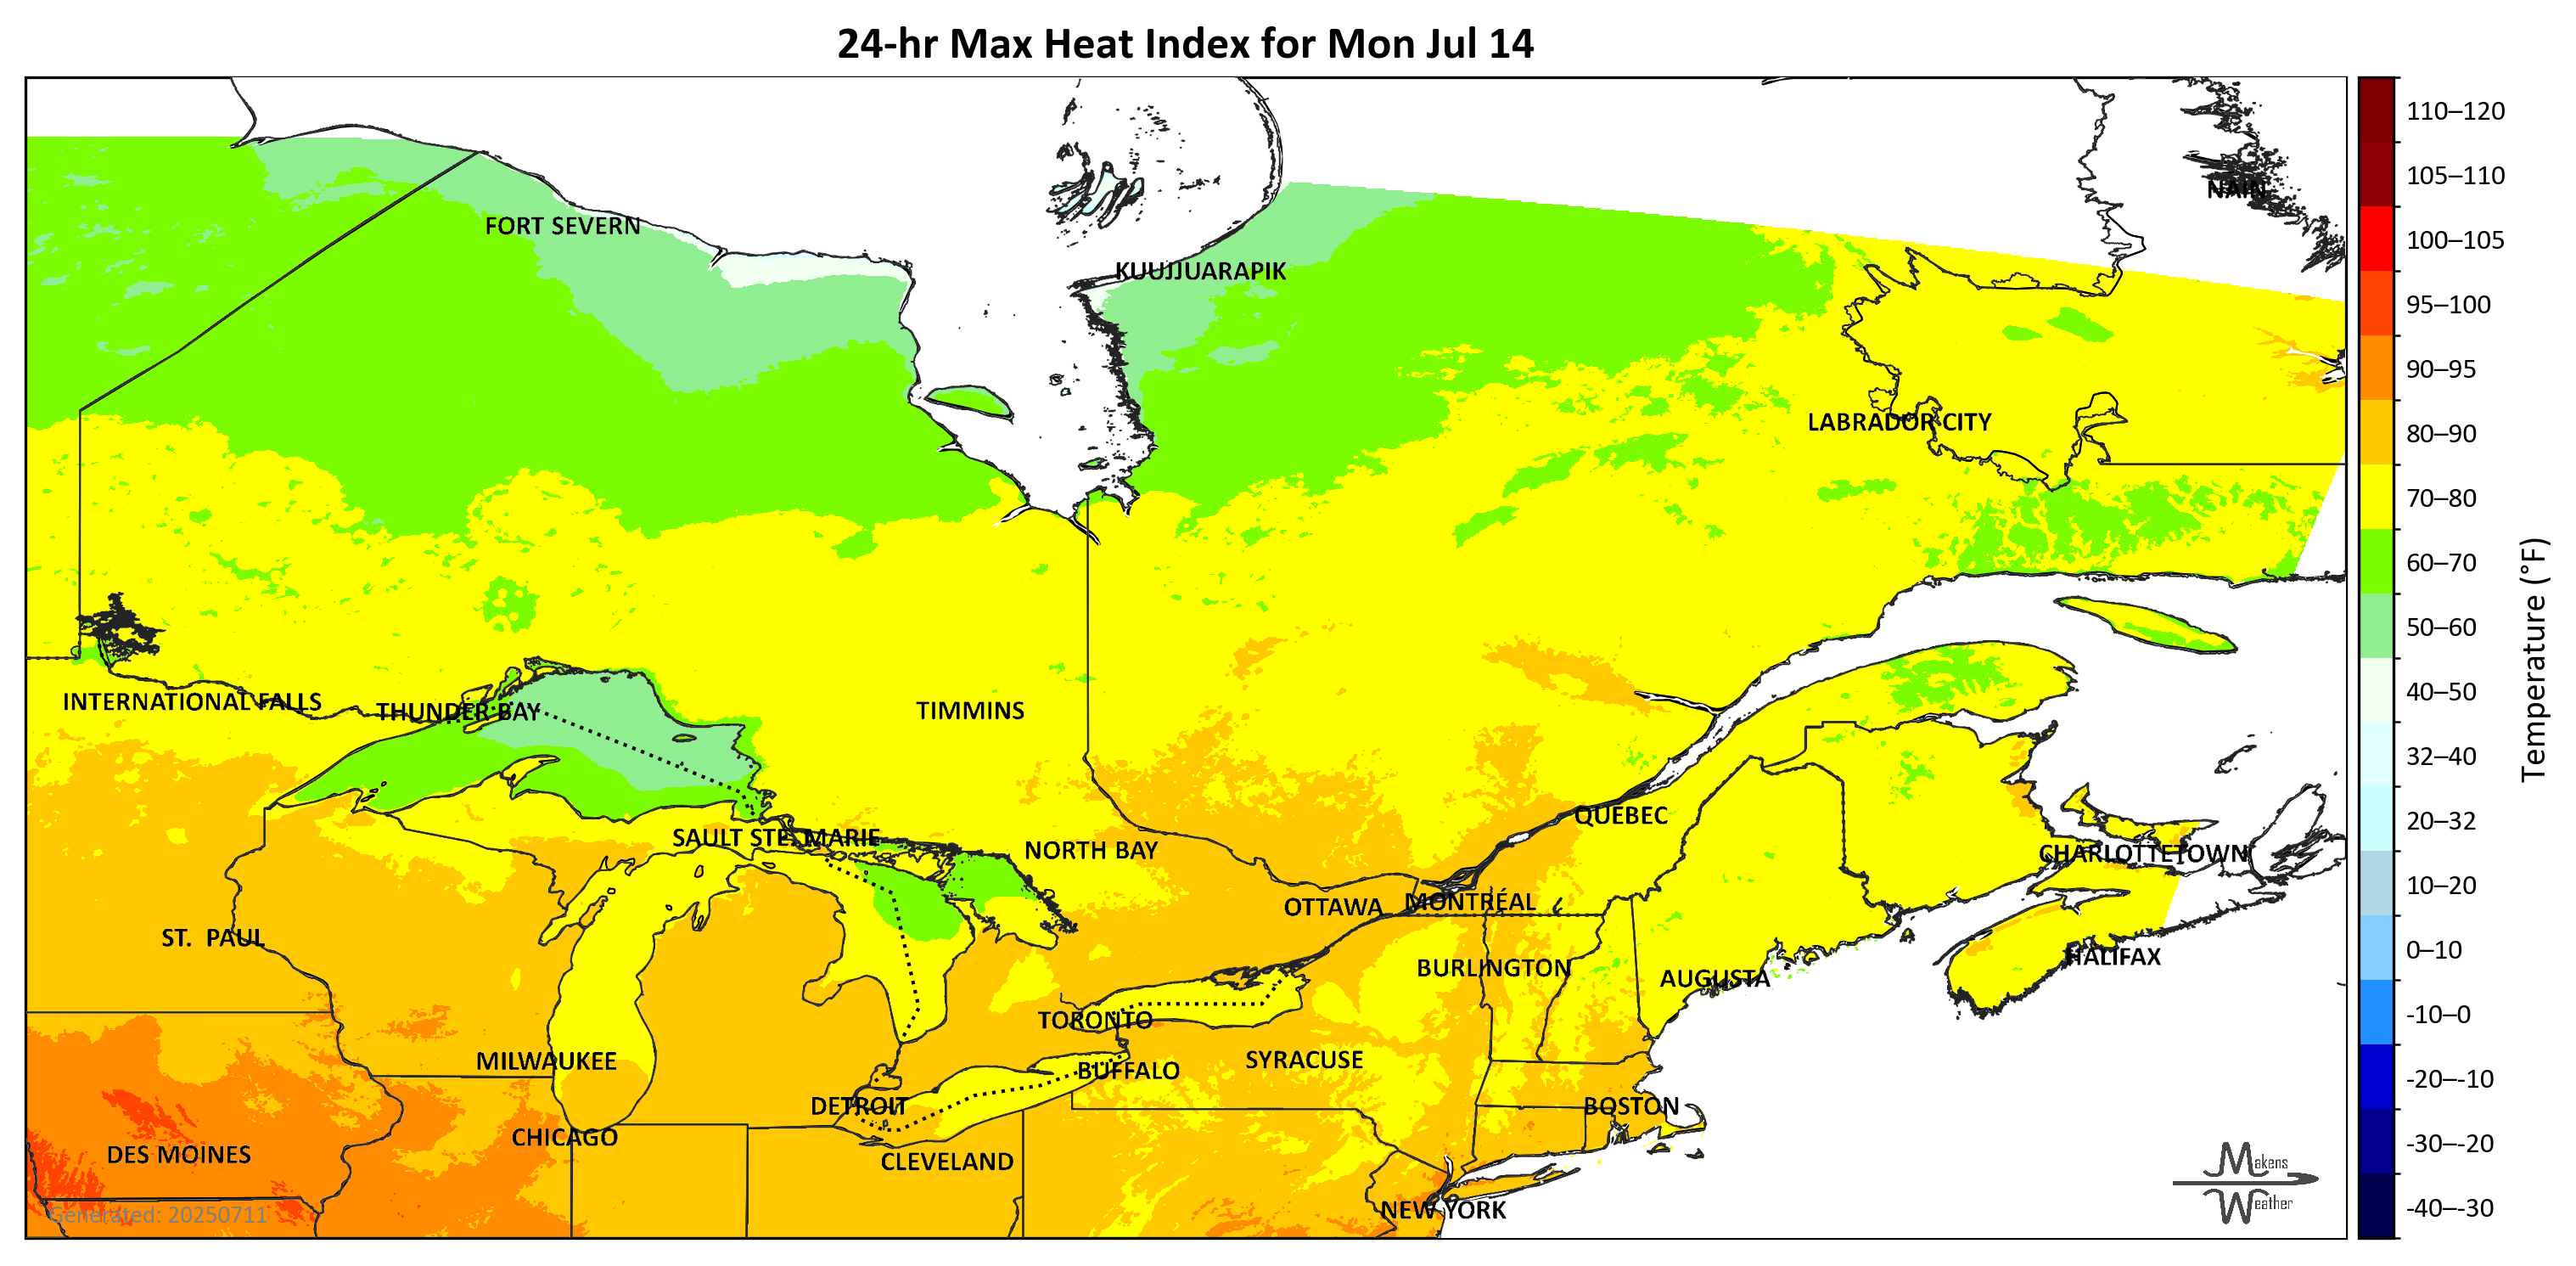 24-hr Max Heat Index for Mon Jul 14
110–120
105–110
100–105
95–100
90–95
80–90
70–80
60–70
50–60
40–50
32–40
20–32
10–20
0–10
-10–0
-20–-10
-30–-20
-40–-30
Temperature (°F)
NAIN
FORT SEVERN
KUUJJUARAPIK
LABRADOR CITY
INTERNATIONAL FALLS
THUNDER BAY
TIMMINS
QUÉBEC
SAULT STE. MARIE
NORTH BAY
CHARLOTTETOWN
OTTAWA
MONTRÉAL
ST. PAUL
HALIFAX
BURLINGTON
AUGUSTA
TORONTO
MILWAUKEE
SYRACUSE
BUFFALO
DETROIT
BOSTON
CHICAGO
DES MOINES
CLEVELAND
NEW YORK
Makens
Weather
Generated: 20250711